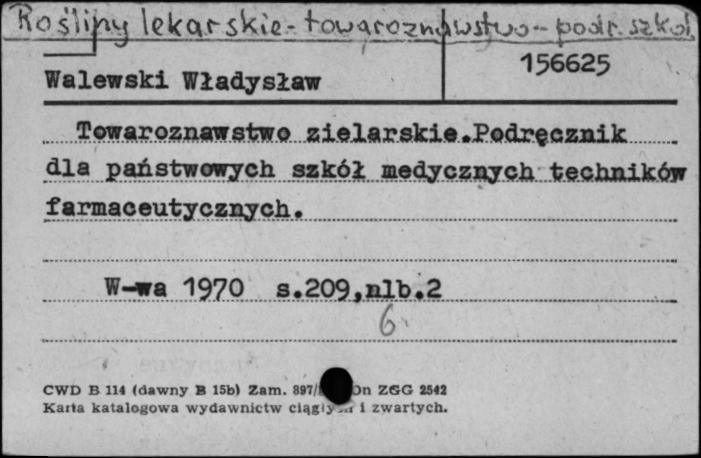 Rośliny lekarskie - towaroznawstwo - podr. szkol.
156625
Walewski Władysław
Towaroznawstwo zielarskie.Podręcznik
dla państwowych szkół medycznych techników
farmaceutycznych.
W-wa 1970 s.209,nlb.2
6
CWD B 114 (dawny B 15b) Zam. 897/ ZGG 2542
Karta katalogowa wydawnictw ciągłych i zwartych.